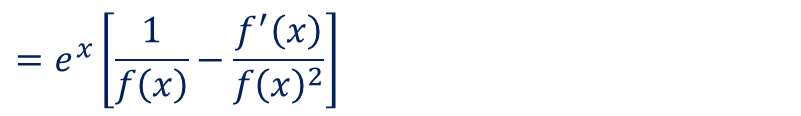 = e^x [ 1/f(x) − f′(x)/f(x)² ]